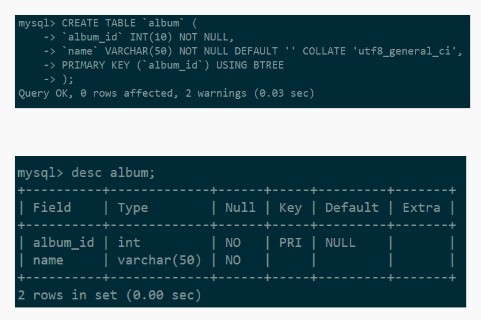 mysql> CREATE TABLE `album` (
    -> `album_id` INT(10) NOT NULL,
    -> `name` VARCHAR(50) NOT NULL DEFAULT '' COLLATE 'utf8_general_ci',
    -> PRIMARY KEY (`album_id`) USING BTREE
    -> );
Query OK, 0 rows affected, 2 warnings (0.03 sec)
mysql> desc album;
+----------+-------------+------+-----+---------+-------+
| Field    | Type        | Null | Key | Default | Extra |
+----------+-------------+------+-----+---------+-------+
| album_id | int         | NO   | PRI | NULL    |       |
| name     | varchar(50) | NO   |     |         |       |
+----------+-------------+------+-----+---------+-------+
2 rows in set (0.00 sec)